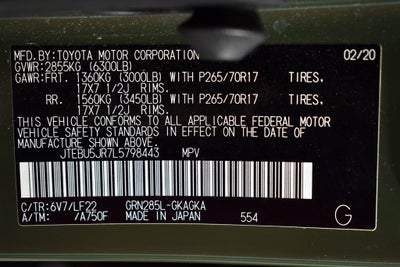 MFD.BY:TOYOTA MOTOR CORPORATION 02/20
GVWR:2855KG (6300LB)
GAWR:FRT. 1360KG (3000LB) WITH P265/70R17 TIRES.
17X7 1/2J RIMS.
RR. 1560KG (3450LB) WITH P265/70R17 TIRES.
17X7 1/2J RIMS.
THIS VEHICLE CONFORMS TO ALL APPLICABLE FEDERAL MOTOR
VEHICLE SAFETY STANDARDS IN EFFECT ON THE DATE OF
MANUFACTURE SHOWN ABOVE.
JTEBU5JR7L5798443 MPV
C/TR:6V7/LF22 GRN285L-GKAGKA
A/TM: /A750F MADE IN JAPAN 554 G